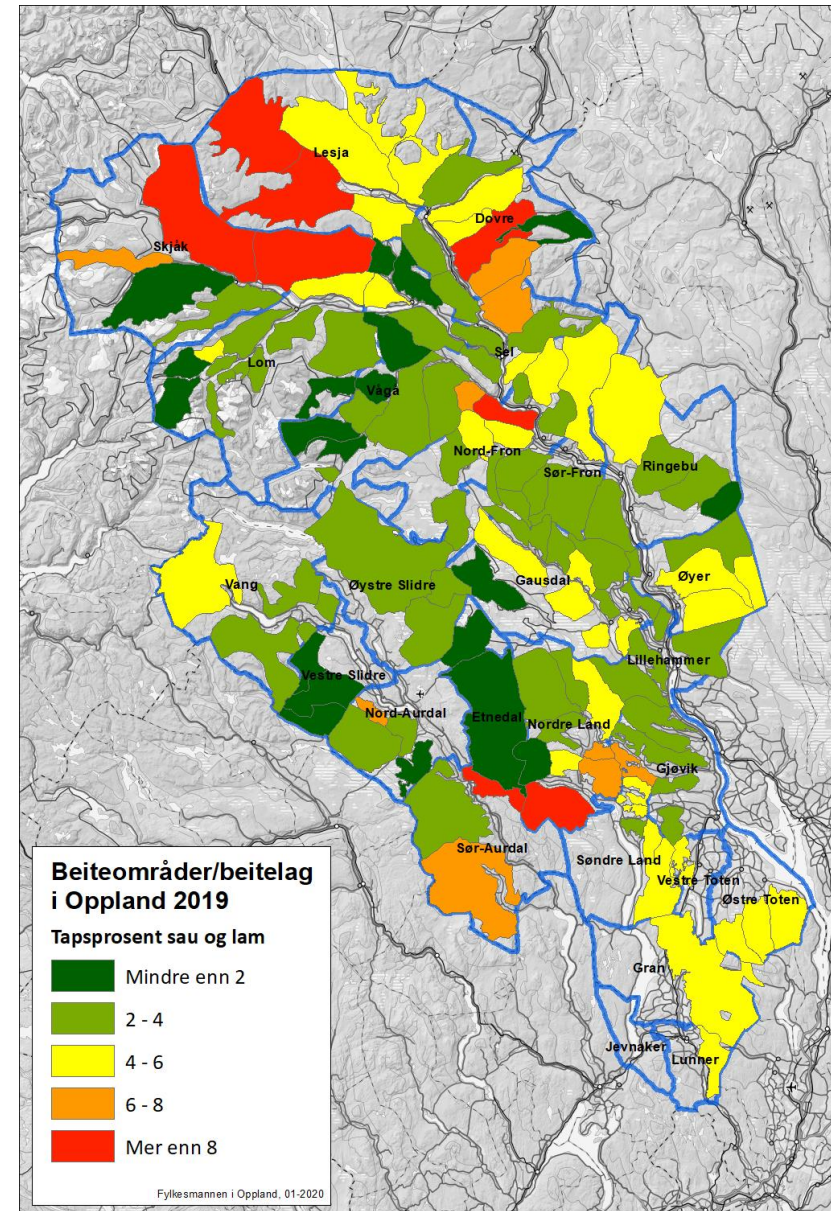 Lesja
Dovre
Skjåk
Sel
Lom
Vågå
Nord-Fron
Sør-Fron
Ringebu
Vang
Øystre Slidre
Gausdal
Øyer
Lillehammer
Vestre Slidre
Nord-Aurdal
Etnedal
Nordre Land
Gjøvik
Sør-Aurdal
Søndre Land
Vestre Toten
Østre Toten
Gran
Jevnaker
Lunner
Beiteområder/beitelag
i Oppland 2019
Tapsprosent sau og lam
Mindre enn 2
2 - 4
4 - 6
6 - 8
Mer enn 8
Fylkesmannen i Oppland, 01-2020